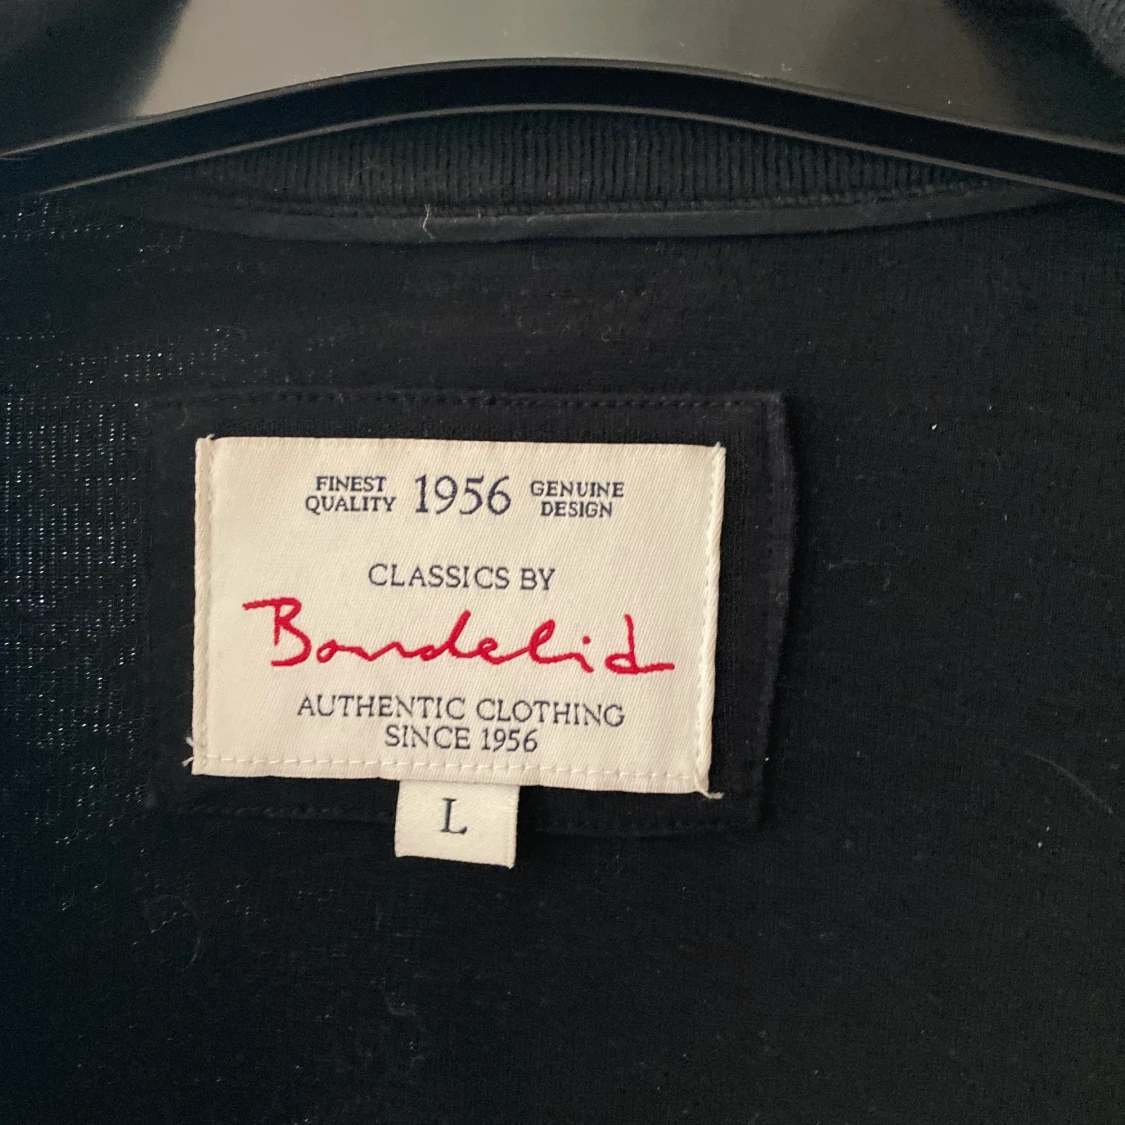 FINEST QUALITY 1956 GENUINE DESIGN
CLASSICS BY
Bondelid
AUTHENTIC CLOTHING
SINCE 1956
L